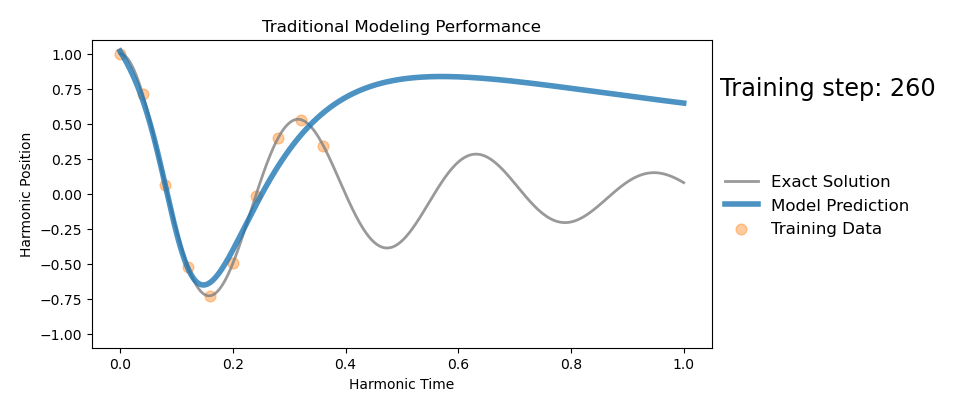 Traditional Modeling Performance
1.00
0.75
0.50
0.25
0.00
−0.25
−0.50
−0.75
−1.00
Harmonic Position
0.0
0.2
0.4
0.6
0.8
1.0
Harmonic Time
Training step: 260
Exact Solution
Model Prediction
Training Data